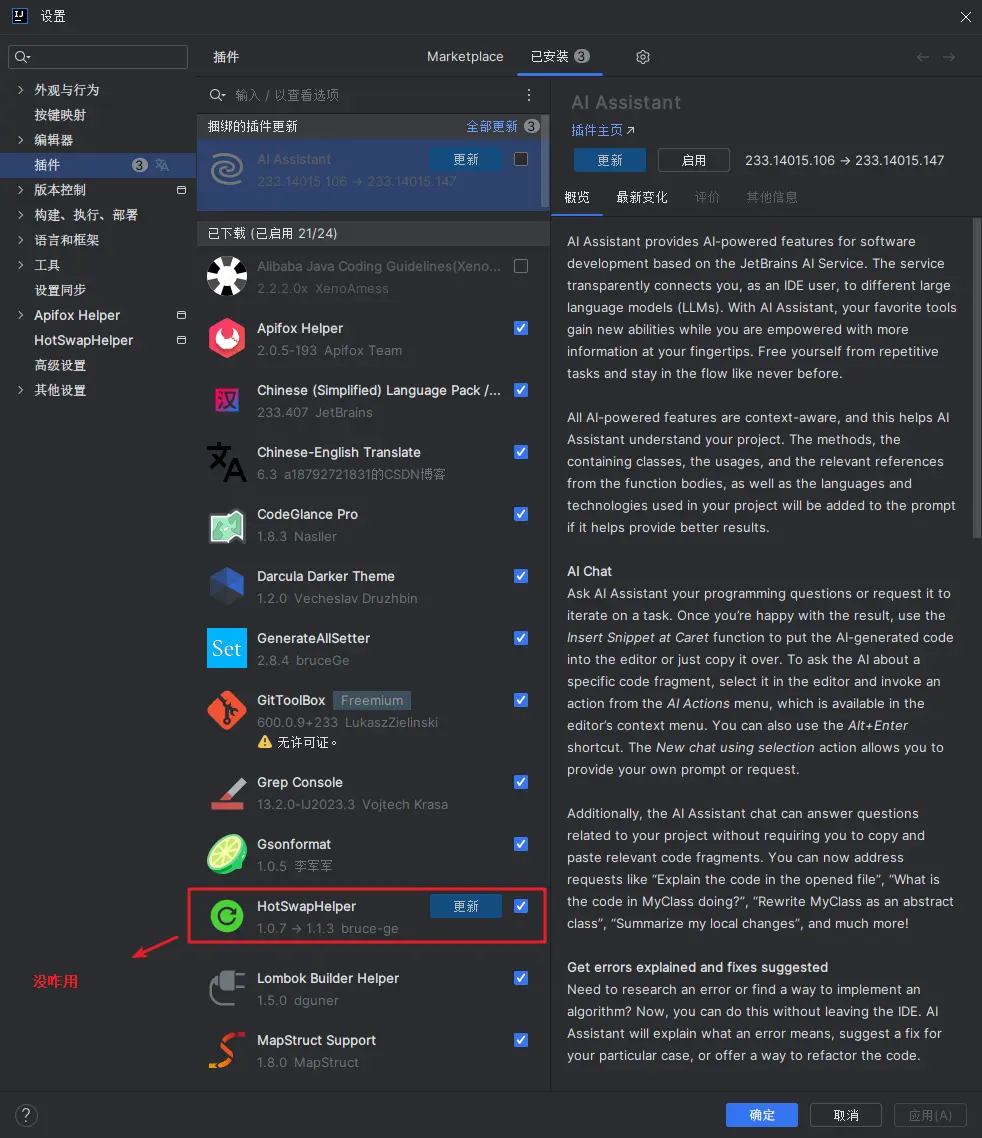 设置
插件
Marketplace
已安装 3
外观与行为
按键映射
编辑器
插件 3
版本控制
构建、执行、部署
语言和框架
工具
设置同步
Apifox Helper
HotSwapHelper
高级设置
其他设置
输入 / 以查看选项
捆绑的插件更新 全部更新 3
AI Assistant 更新
233.14015.106 → 233.14015.147
已下载 (已启用 21/24)
Alibaba Java Coding Guidelines(Xeno...
2.2.2.0x XenoAmess
Apifox Helper
2.0.5-193 Apifox Team
Chinese (Simplified) Language Pack /...
233.407 JetBrains
汉
Chinese-English Translate
6.3 a18792721831的CSDN博客
CodeGlance Pro
1.8.3 Nasller
Darcula Darker Theme
1.2.0 Vecheslav Druzhbin
Set
GenerateAllSetter
2.8.4 bruceGe
GitToolBox Freemium
600.0.9+233 LukaszZielinski
无许可证。
Grep Console
13.2.0-IJ2023.3 Vojtech Krasa
Gsonformat
1.0.5 李军军
HotSwapHelper 更新
1.0.7 → 1.1.3 bruce-ge
没咋用
Lombok Builder Helper
1.5.0 dguner
MapStruct Support
1.8.0 MapStruct
AI Assistant
插件主页
更新 启用 233.14015.106 → 233.14015.147
概览 最新变化 评价 其他信息
AI Assistant provides AI-powered features for software
development based on the JetBrains AI Service. The service
transparently connects you, as an IDE user, to different large
language models (LLMs). With AI Assistant, your favorite tools
gain new abilities while you are empowered with more
information at your fingertips. Free yourself from repetitive
tasks and stay in the flow like never before.
All AI-powered features are context-aware, and this helps AI
Assistant understand your project. The methods, the
containing classes, the usages, and the relevant references
from the function bodies, as well as the languages and
technologies used in your project will be added to the prompt
if it helps provide better results.
AI Chat
Ask AI Assistant your programming questions or request it to
iterate on a task. Once you’re happy with the result, use the
Insert Snippet at Caret function to put the AI-generated code
into the editor or just copy it over. To ask the AI about a
specific code fragment, select it in the editor and invoke an
action from the AI Actions menu, which is available in the
editor’s context menu. You can also use the Alt+Enter
shortcut. The New chat using selection action allows you to
provide your own prompt or request.
Additionally, the AI Assistant chat can answer questions
related to your project without requiring you to copy and
paste relevant code fragments. You can now address
requests like “Explain the code in the opened file”, “What is
the code in MyClass doing?”, “Rewrite MyClass as an abstract
class”, “Summarize my local changes”, and much more!
Get errors explained and fixes suggested
Need to research an error or find a way to implement an
algorithm? Now, you can do this without leaving the IDE. AI
Assistant will explain what an error means, suggest a fix for
your particular case, or offer a way to refactor the code.
?
确定 取消 应用(A)